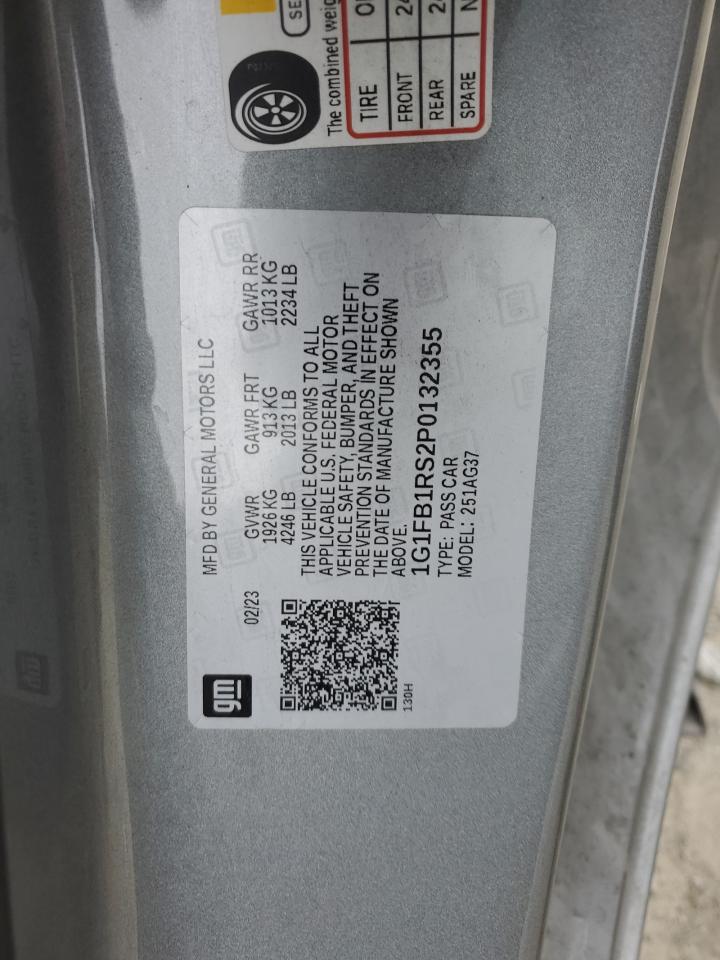 MFD BY GENERAL MOTORS LLC
02/23 GVWR GAWR FRT GAWR RR
1926 KG 913 KG 1013 KG
4246 LB 2013 LB 2234 LB
THIS VEHICLE CONFORMS TO ALL
APPLICABLE U.S. FEDERAL MOTOR
VEHICLE SAFETY, BUMPER, AND THEFT
PREVENTION STANDARDS IN EFFECT ON
THE DATE OF MANUFACTURE SHOWN
ABOVE.
1G1FB1RS2P0132355
TYPE: PASS CAR
MODEL: 251AG37
gm
130H
The combined
TIRE
FRONT
REAR
SPARE